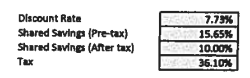 Discount Rate 7.73%
Shared Savings (Pre-tax) 15.65%
Shared Savings (After tax) 10.00%
Tax 36.10%